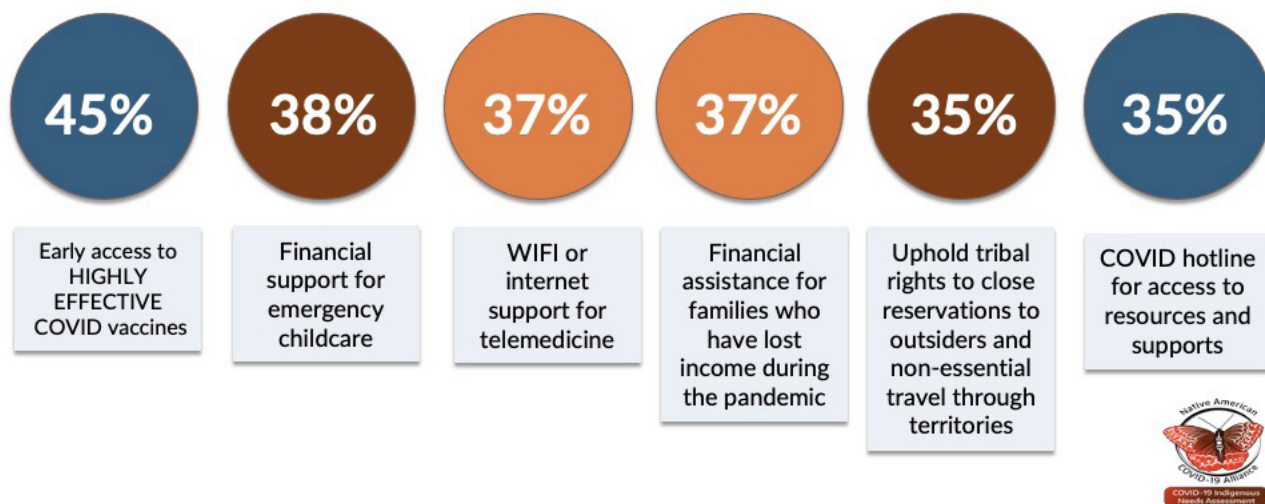 45%
38%
37%
37%
35%
35%
Early access to
HIGHLY
EFFECTIVE
COVID vaccines
Financial
support for
emergency
childcare
WIFI or
internet
support for
telemedicine
Financial
assistance for
families who
have lost
income during
the pandemic
Uphold tribal
rights to close
reservations to
outsiders and
non-essential
travel through
territories
COVID hotline
for access to
resources and
supports
Native American
COVID-19 Alliance
COVID-19 Indigenous
Needs Assessment